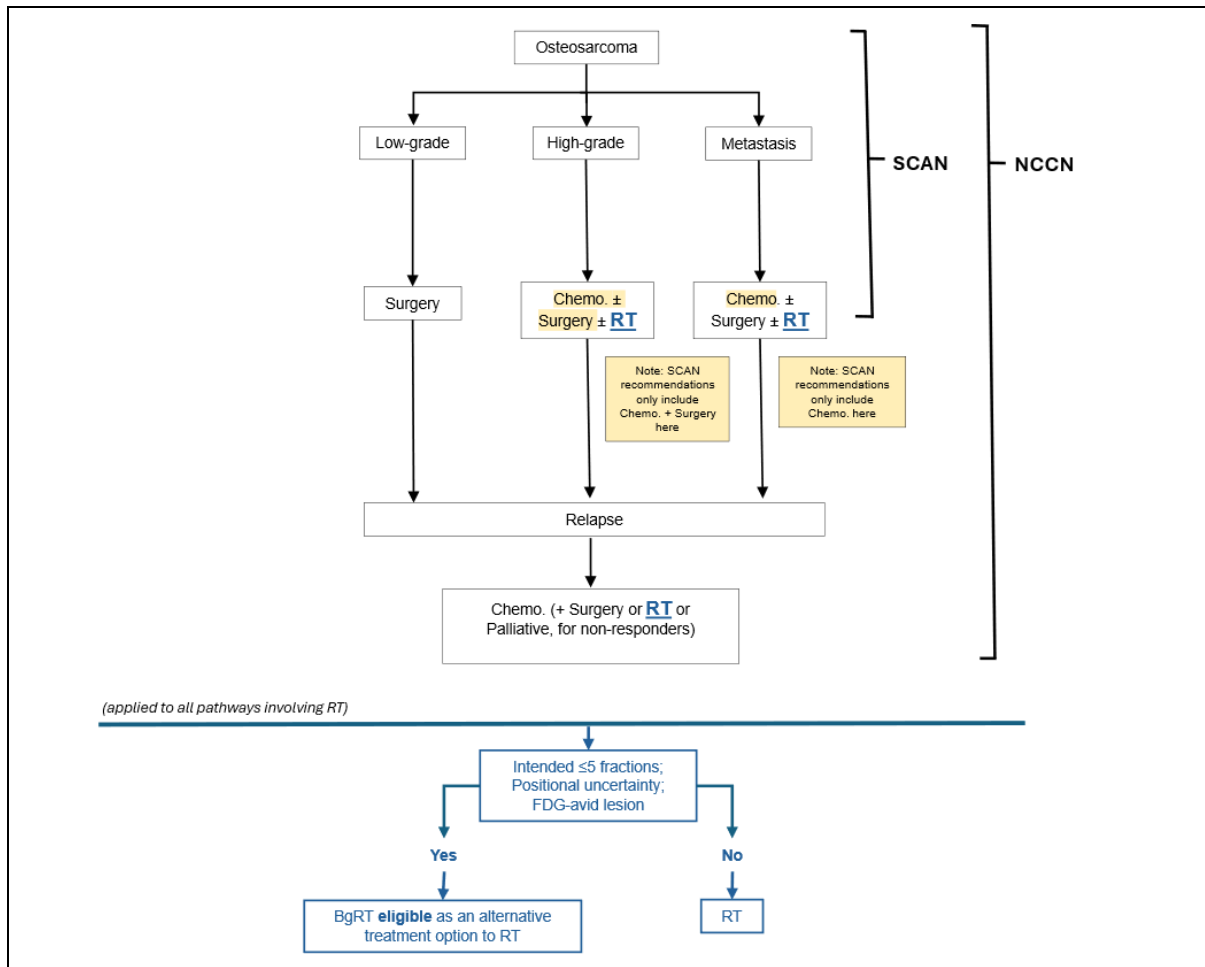 Osteosarcoma
Low-grade
High-grade
Metastasis
SCAN
NCCN
Surgery
Chemo. ±
Surgery ± RT
Chemo. ±
Surgery ± RT
Note: SCAN
recommendations
only include
Chemo. + Surgery
here
Note: SCAN
recommendations
only include
Chemo. here
Relapse
Chemo. (+ Surgery or RT or
Palliative, for non-responders)
(applied to all pathways involving RT)
Intended ≤5 fractions;
Positional uncertainty;
FDG-avid lesion
Yes
No
BgRT eligible as an alternative
treatment option to RT
RT